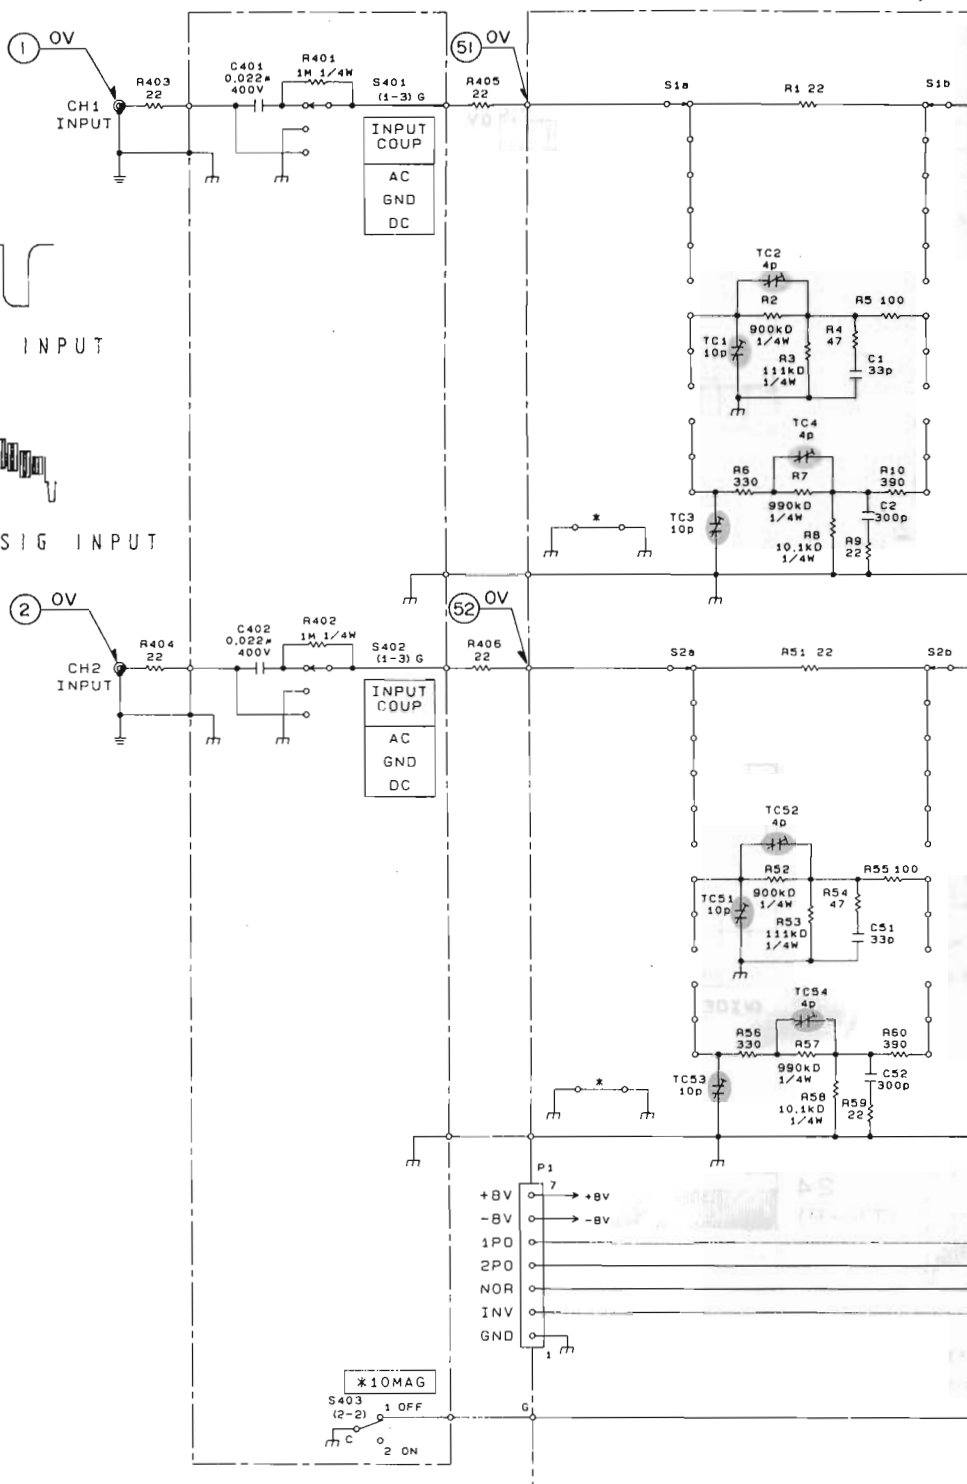 1 0V
51 0V
R403
22
C401
0.022µ
400V
R401
1M 1/4W
S401
(1-3) G
R405
22
S1a
R1 22
S1b
CH1
INPUT
INPUT
COUP
AC
GND
DC
TC2
4p
R2
900kD
1/4W
R5 100
TC1
10p
R4
47
R3
111kD
1/4W
C1
33p
INPUT
TC4
4p
R6
330
R7
990kD
1/4W
R10
390
C2
300p
TC3
10p
R8
10.1kD
1/4W
R9
22
*
SIG INPUT
2 0V
52 0V
R404
22
C402
0.022µ
400V
R402
1M 1/4W
S402
(1-3) G
R406
22
S2a
R51 22
S2b
CH2
INPUT
INPUT
COUP
AC
GND
DC
TC52
4p
R52
900kD
1/4W
R55 100
TC51
10p
R54
47
R53
111kD
1/4W
C51
33p
TC54
4p
R56
330
R57
990kD
1/4W
R60
390
C52
300p
TC53
10p
R58
10.1kD
1/4W
R59
22
*
P1
7
+8V +8V
-8V -8V
1PO
2PO
NOR
INV
GND
1
*10MAG
S403
(2-2)
1 OFF
C
2 ON
G